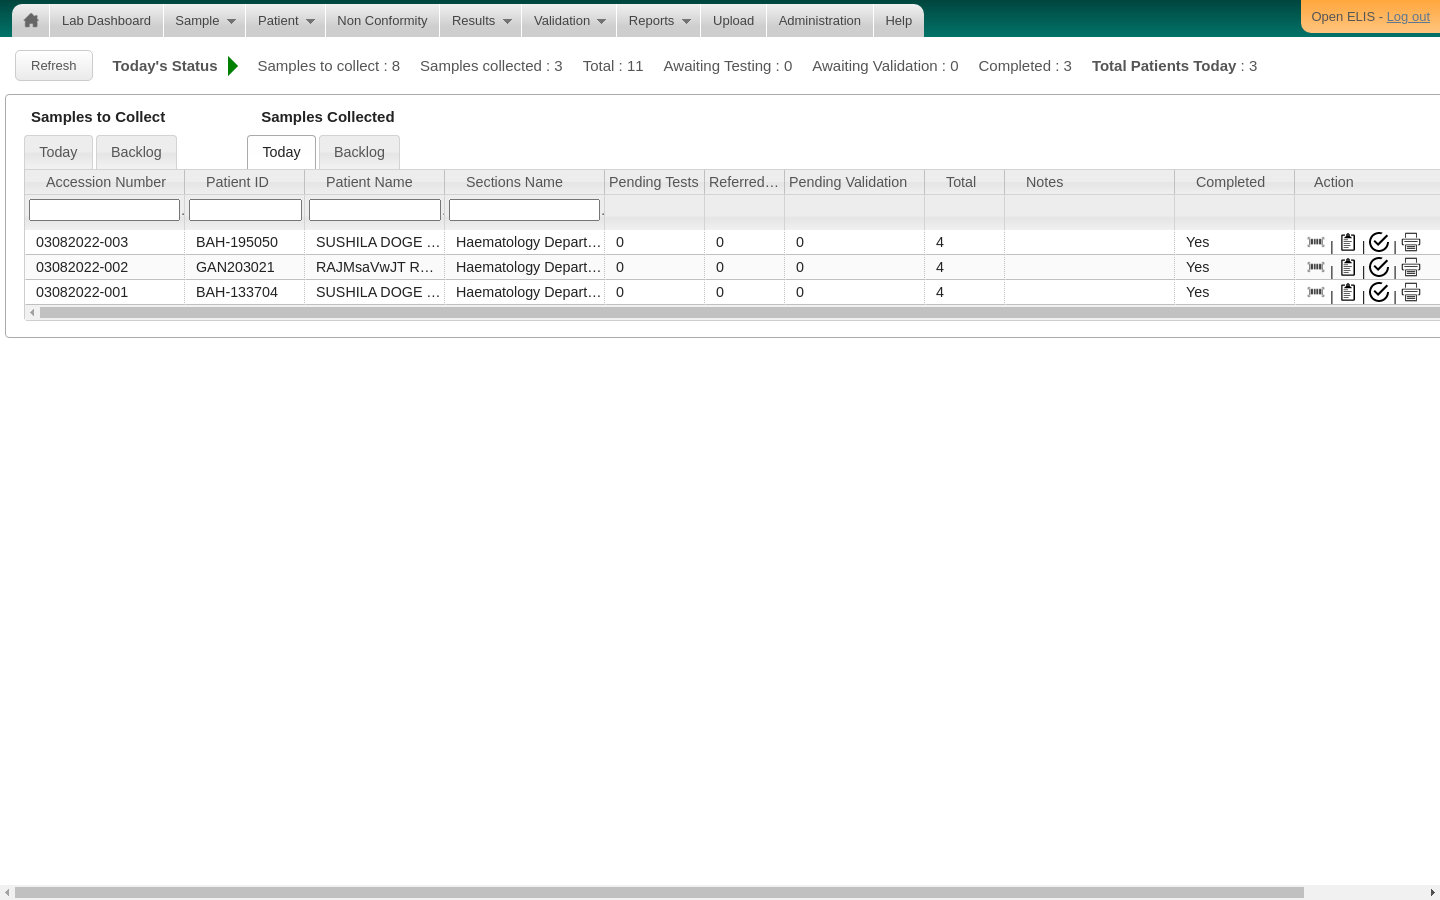 Lab Dashboard Sample Patient Non Conformity Results Validation Reports Upload Administration Help Open ELIS - Log out
Refresh Today's Status Samples to collect : 8 Samples collected : 3 Total : 11 Awaiting Testing : 0 Awaiting Validation : 0 Completed : 3 Total Patients Today : 3
Samples to Collect Samples Collected
Today Backlog Today Backlog
Accession Number Patient ID Patient Name Sections Name Pending Tests Referred… Pending Validation Total Notes Completed Action
03082022-003 BAH-195050 SUSHILA DOGE … Haematology Depart… 0 0 0 4 Yes | | |
03082022-002 GAN203021 RAJMsaVwJT R… Haematology Depart… 0 0 0 4 Yes | | |
03082022-001 BAH-133704 SUSHILA DOGE … Haematology Depart… 0 0 0 4 Yes | | |